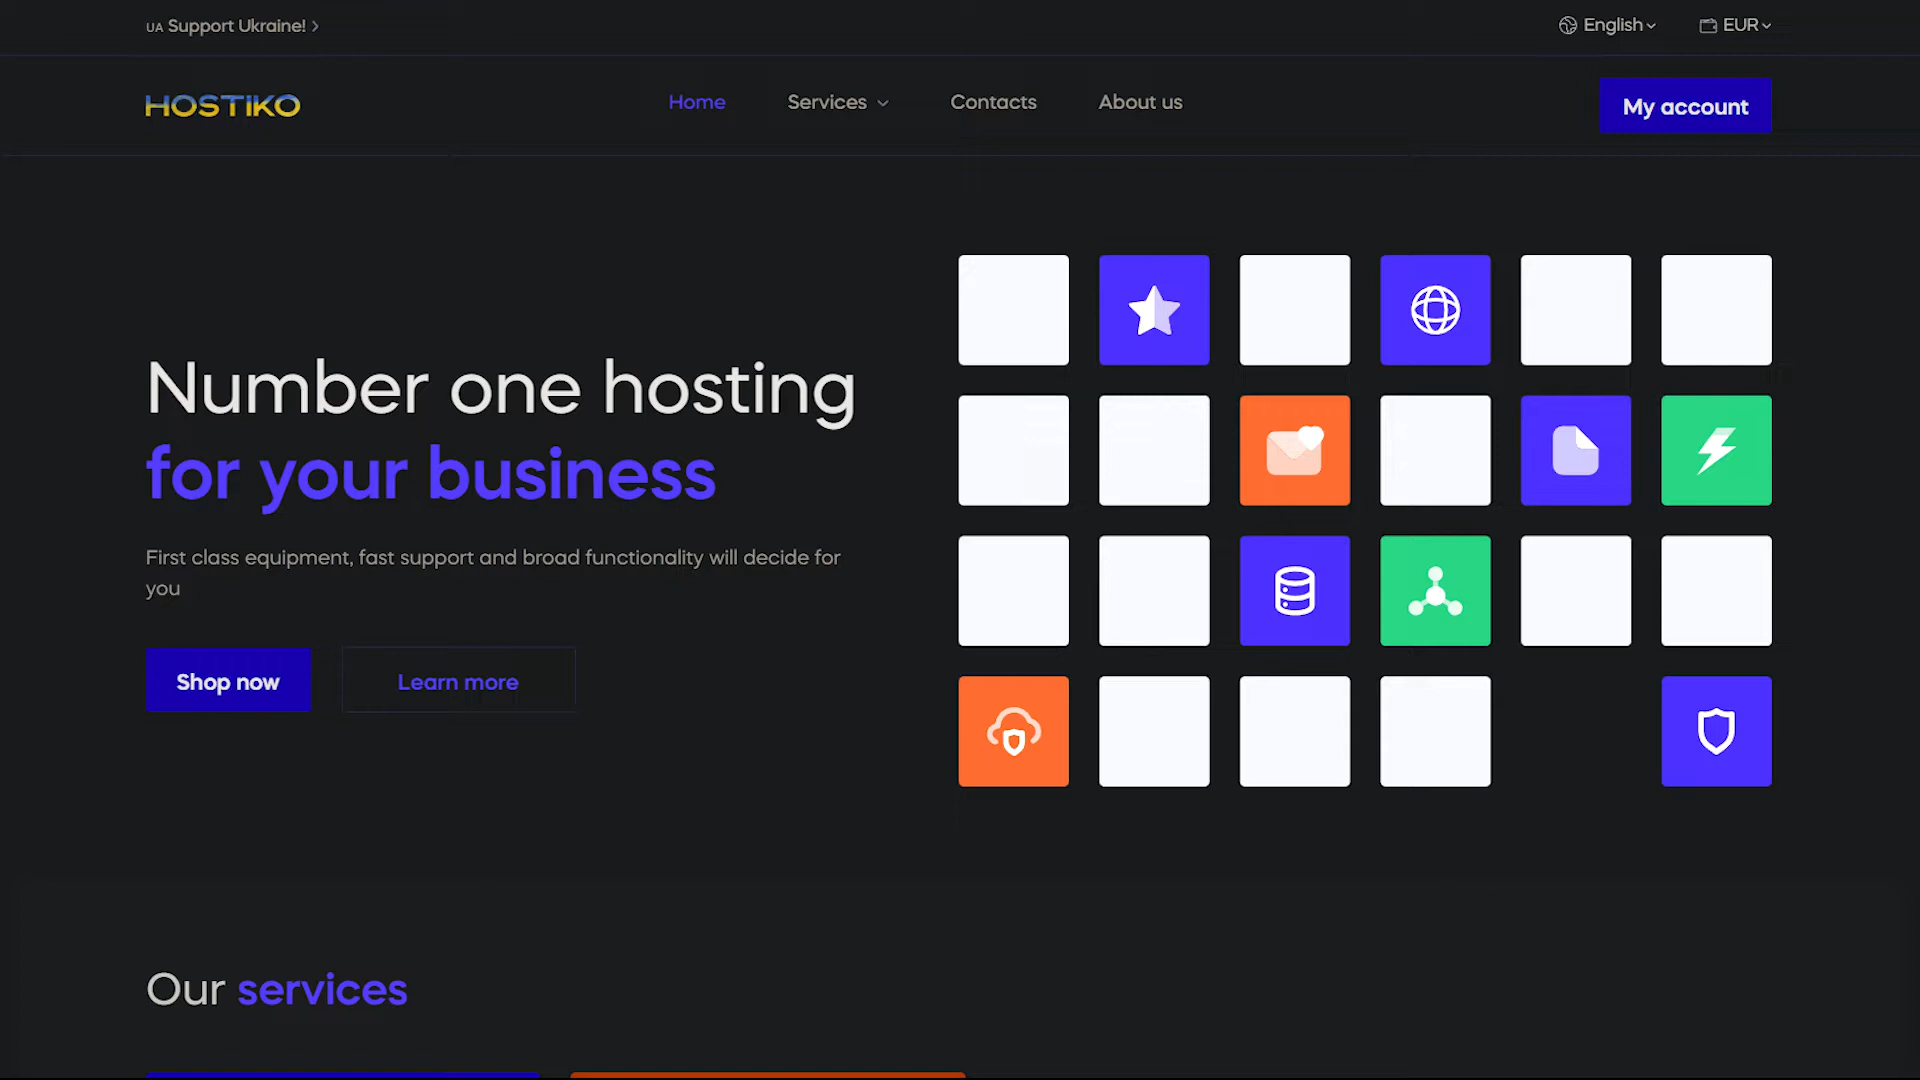 UA Support Ukraine!
English
EUR
HOSTIKO
Home
Services
Contacts
About us
My account
Number one hosting
for your business
First class equipment, fast support and broad functionality will decide for
you
Shop now
Learn more
Our services